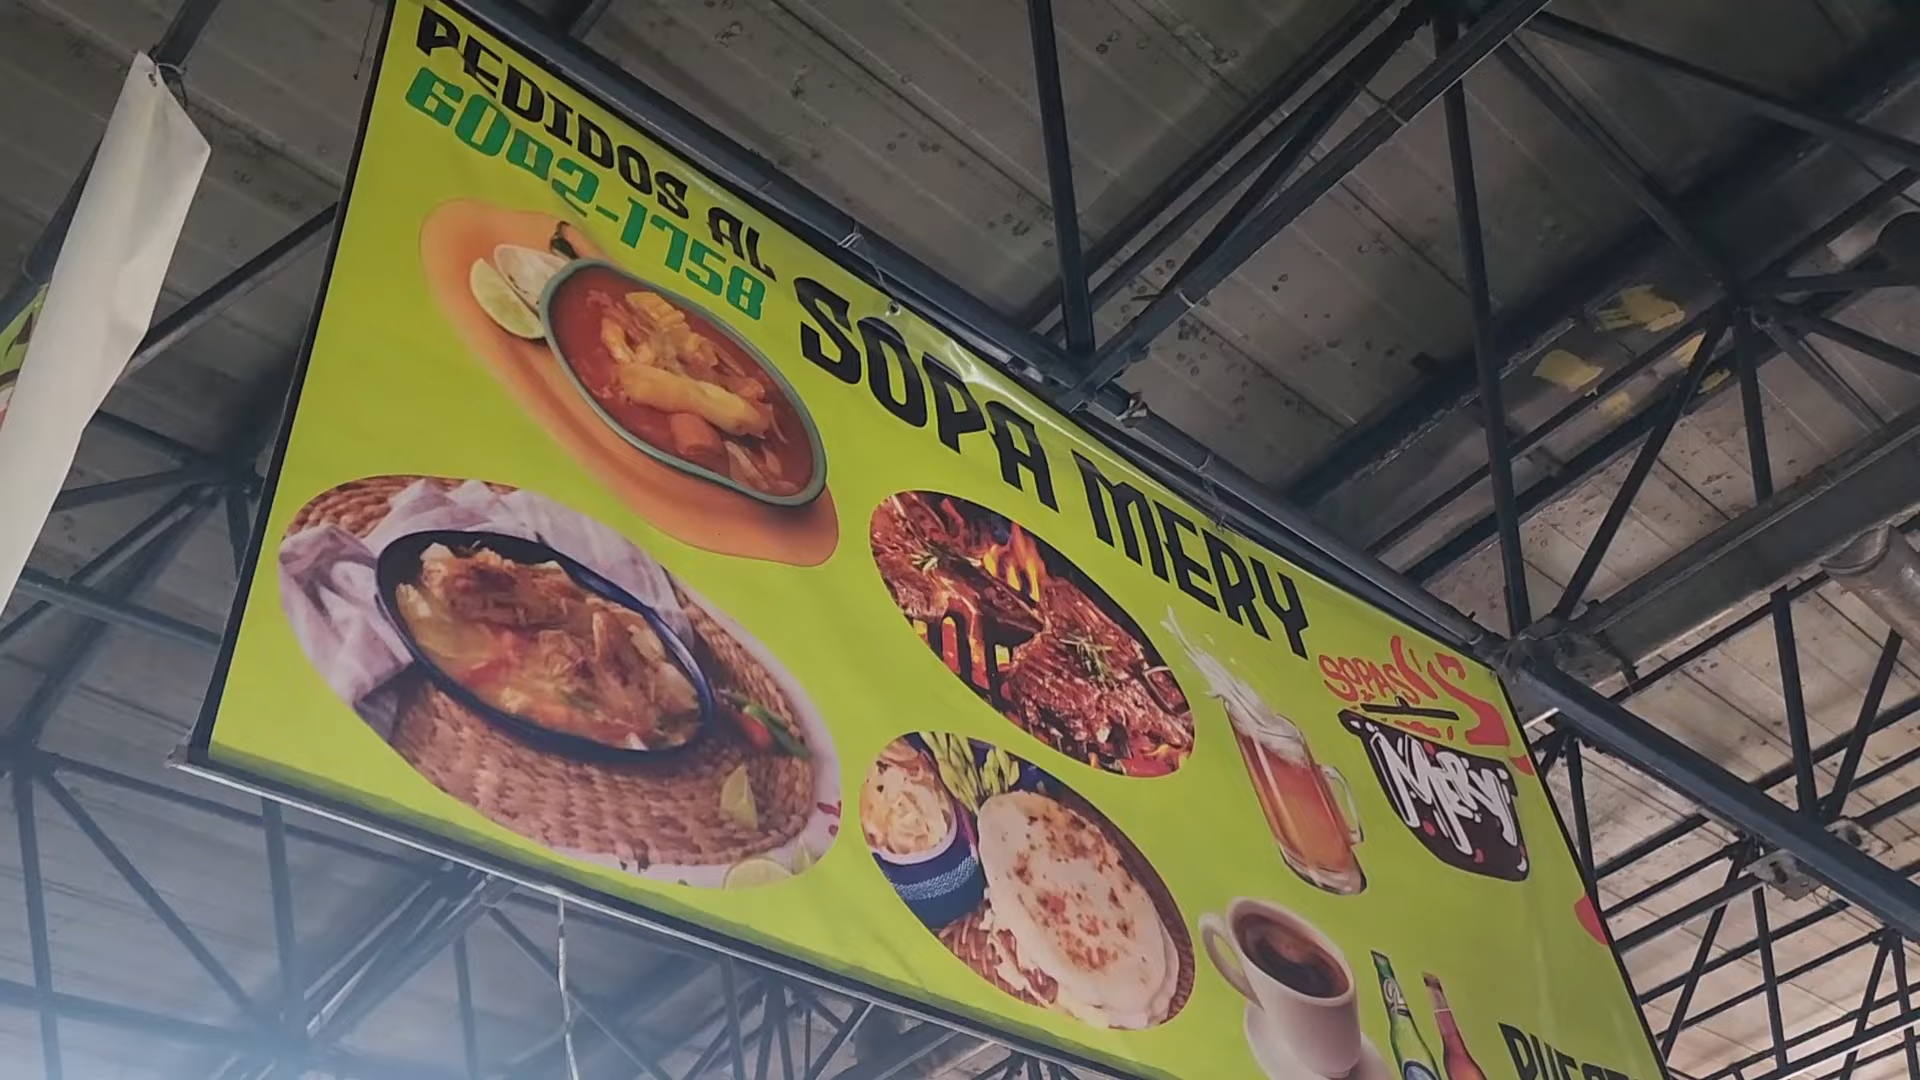 PEDIDOS AL
6002-1758
SOPA MERY
SOPAS
MERY